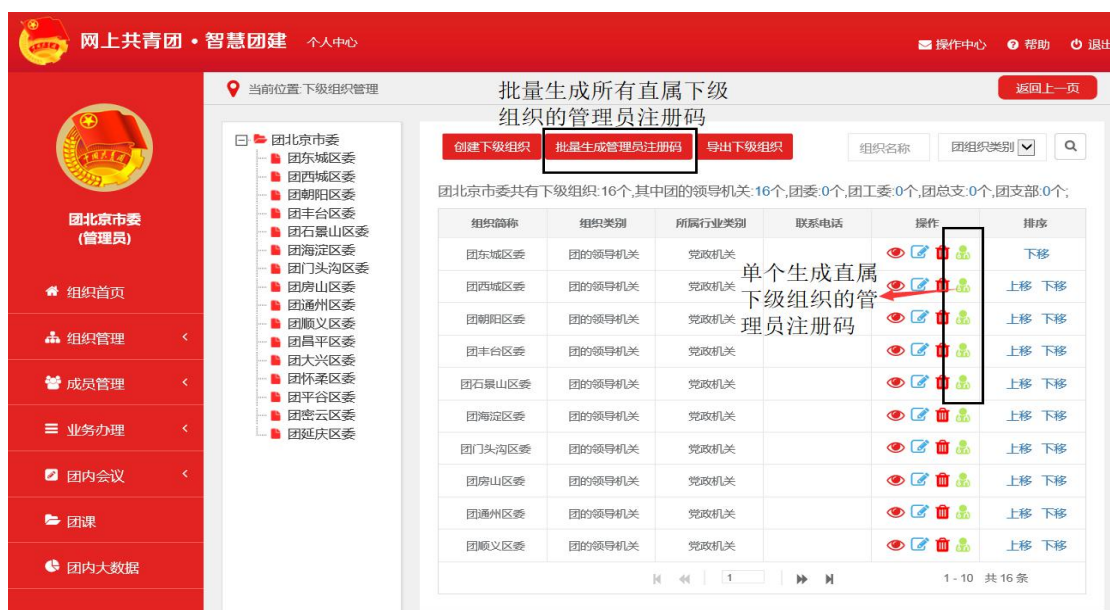 网上共青团·智慧团建 个人中心 操作中心 帮助 退出
当前位置:下级组织管理 返回上一页
批量生成所有直属下级
组织的管理员注册码
团北京市委
(管理员)
组织首页
组织管理
成员管理
业务办理
团内会议
团课
团内大数据
团北京市委
团东城区委
团西城区委
团朝阳区委
团丰台区委
团石景山区委
团海淀区委
团门头沟区委
团房山区委
团通州区委
团顺义区委
团昌平区委
团大兴区委
团怀柔区委
团平谷区委
团密云区委
团延庆区委
创建下级组织 批量生成管理员注册码 导出下级组织 组织名称 团组织类别
团北京市委共有下级组织:16个,其中团的领导机关:16个,团委:0个,团工委:0个,团总支:0个,团支部:0个;
组织简称 组织类别 所属行业类别 联系电话 操作 排序
团东城区委 团的领导机关 党政机关 下移
团西城区委 团的领导机关 党政机关 上移 下移
团朝阳区委 团的领导机关 党政机关 上移 下移
团丰台区委 团的领导机关 党政机关 上移 下移
团石景山区委 团的领导机关 党政机关 上移 下移
团海淀区委 团的领导机关 党政机关 上移 下移
团门头沟区委 团的领导机关 党政机关 上移 下移
团房山区委 团的领导机关 党政机关 上移 下移
团通州区委 团的领导机关 党政机关 上移 下移
团顺义区委 团的领导机关 党政机关 上移 下移
单个生成直属
下级组织的管
理员注册码
1 1 - 10 共 16 条